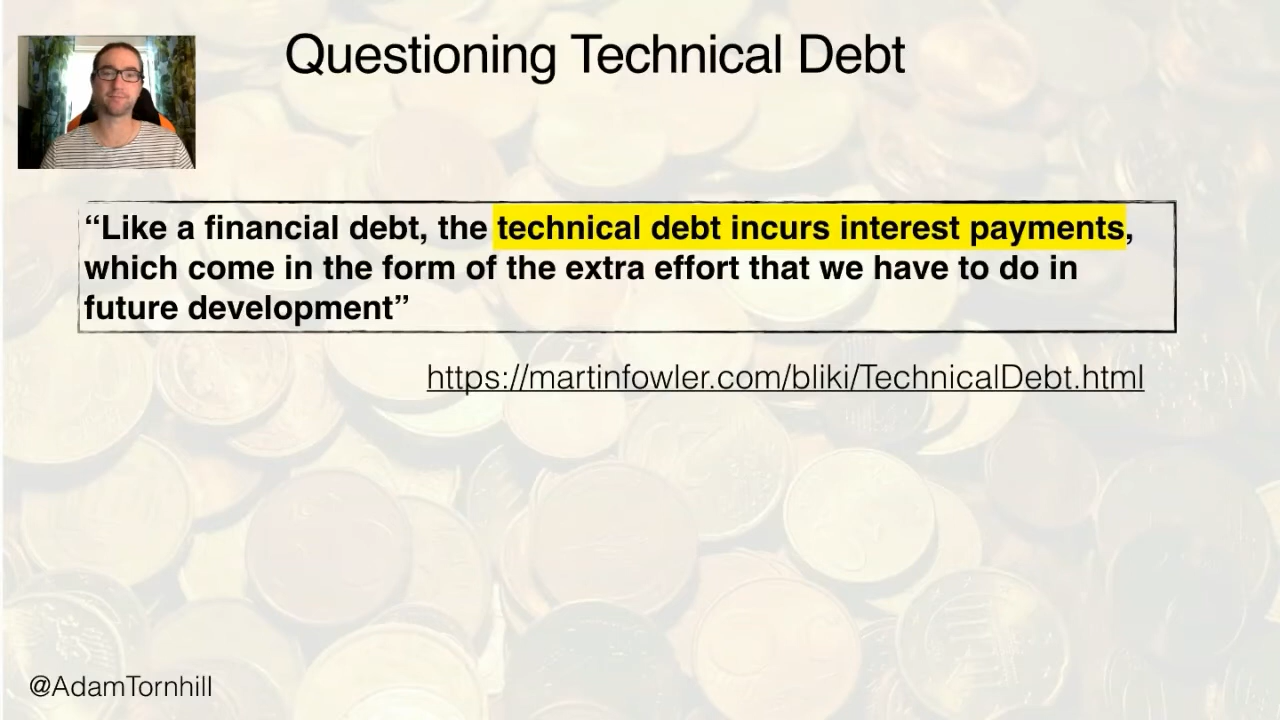 Questioning Technical Debt
“Like a financial debt, the technical debt incurs interest payments,
which come in the form of the extra effort that we have to do in
future development”
https://martinfowler.com/bliki/TechnicalDebt.html
@AdamTornhill